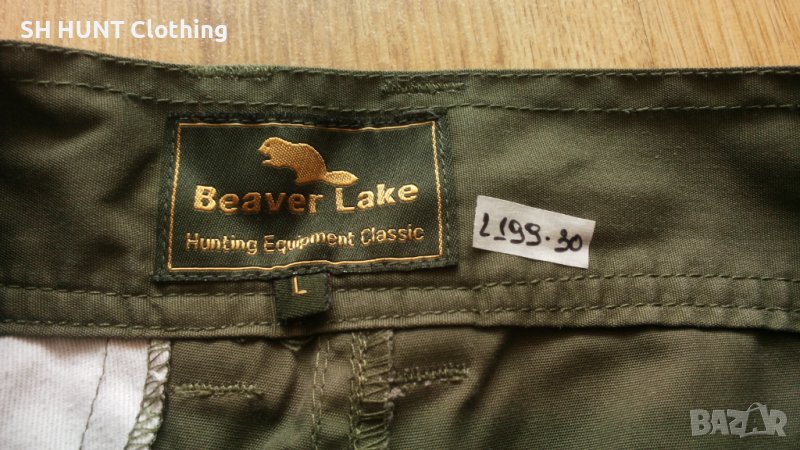 SH HUNT Clothing
Beaver Lake
Hunting Equipment Classic
L
L199.30
BAZAR